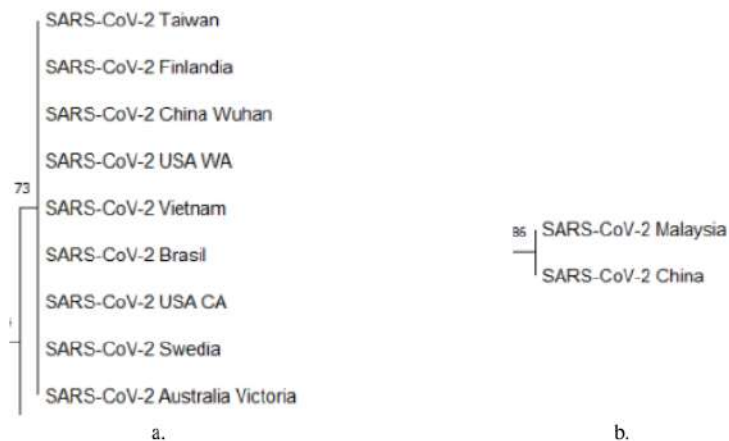 SARS-CoV-2 Taiwan
SARS-CoV-2 Finlandia
SARS-CoV-2 China Wuhan
SARS-CoV-2 USA WA
73
SARS-CoV-2 Vietnam
SARS-CoV-2 Brasil
SARS-CoV-2 USA CA
SARS-CoV-2 Swedia
SARS-CoV-2 Australia Victoria
a.
86
SARS-CoV-2 Malaysia
SARS-CoV-2 China
b.